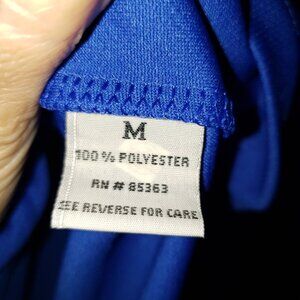 M
100% POLYESTER
RN # 85363
SEE REVERSE FOR CARE